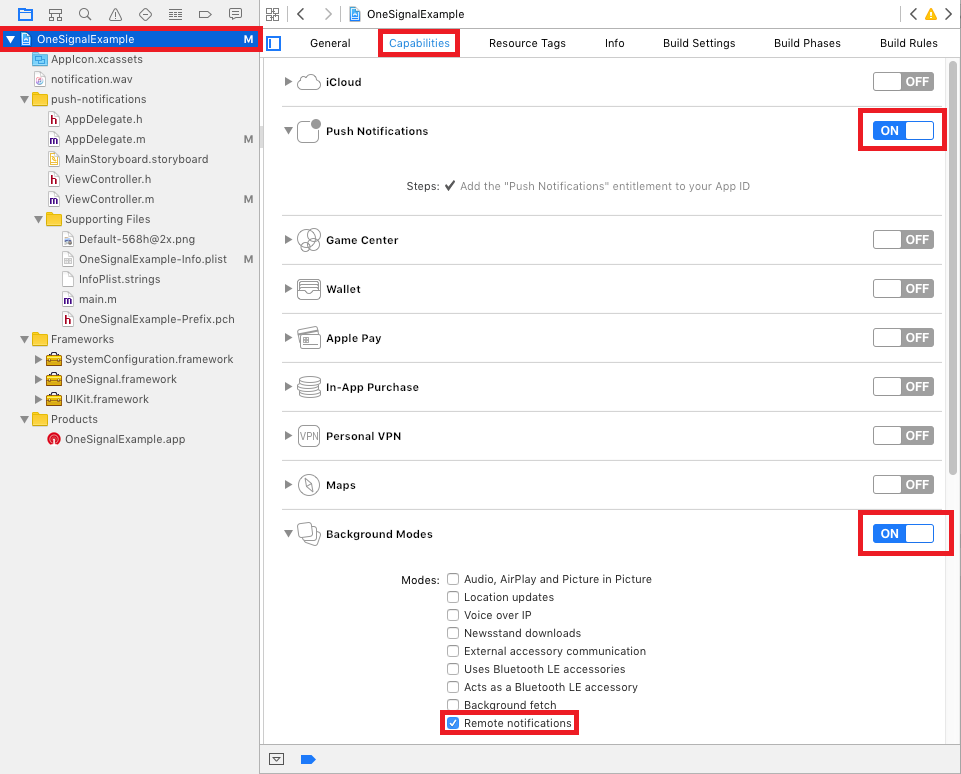 OneSignalExample M
AppIcon.xcassets
notification.wav
push-notifications
AppDelegate.h
AppDelegate.m M
MainStoryboard.storyboard
ViewController.h
ViewController.m M
Supporting Files
Default-568h@2x.png
OneSignalExample-Info.plist M
InfoPlist.strings
main.m
OneSignalExample-Prefix.pch
Frameworks
SystemConfiguration.framework
OneSignal.framework
UIKit.framework
Products
OneSignalExample.app
OneSignalExample
General Capabilities Resource Tags Info Build Settings Build Phases Build Rules
iCloud OFF
Push Notifications ON
Steps: ✔ Add the "Push Notifications" entitlement to your App ID
Game Center OFF
Wallet OFF
Apple Pay OFF
In-App Purchase OFF
VPN Personal VPN OFF
Maps OFF
Background Modes ON
Modes: Audio, AirPlay and Picture in Picture
Location updates
Voice over IP
Newsstand downloads
External accessory communication
Uses Bluetooth LE accessories
Acts as a Bluetooth LE accessory
Background fetch
Remote notifications